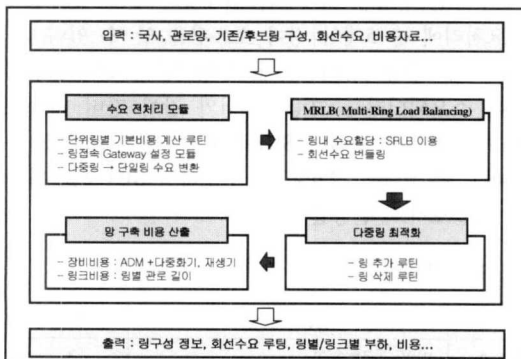 입력 : 국사, 관로망, 기존/후보링 구성, 회선수요, 비용자료...
수요 전처리 모듈
- 단위링별 기본비용 계산 루틴
- 링접속 Gateway 설정 모듈
- 다중링 → 단일링 수요 변환
MRLB( Multi-Ring Load Balancing)
- 링내 수요할당 : SRLB 이용
- 회선수요 번들링
망 구축 비용 산출
- 장비비용 : ADM +다중화기, 재생기
- 링크비용 : 링별 관로 길이
다중링 최적화
- 링 추가 루틴
- 링 삭제 루틴
출력 : 링구성 정보, 회선수요 루팅, 링별/링크별 부하, 비용...